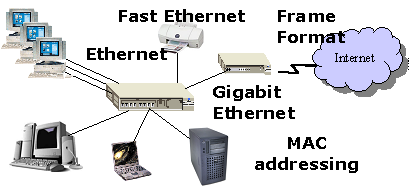 Fast Ethernet
Frame
Format
Internet
Ethernet
Gigabit
Ethernet
MAC
addressing